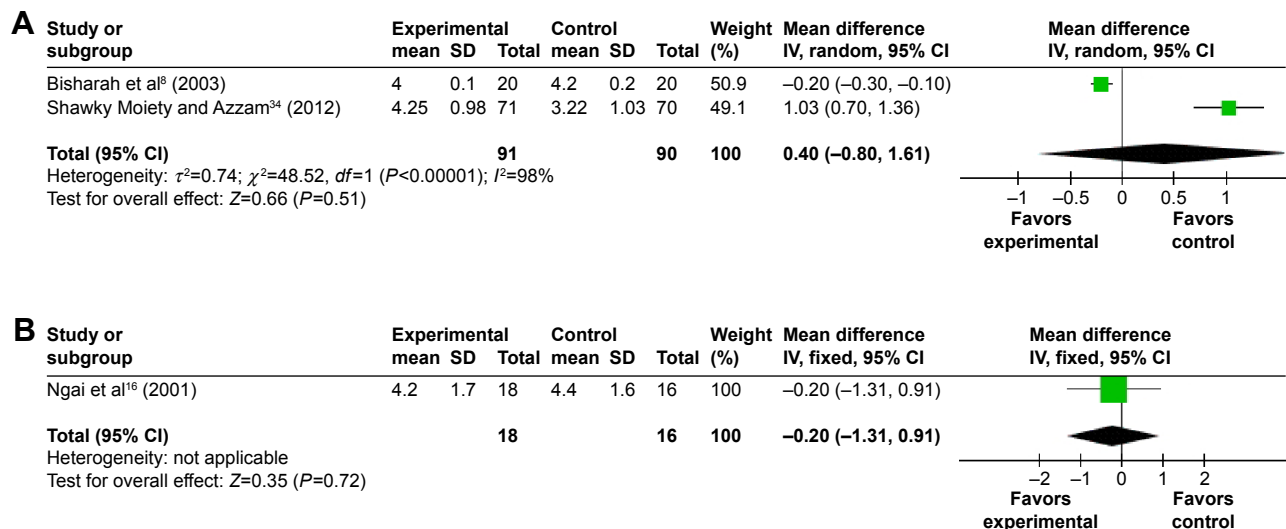 A Study or Experimental Control Weight Mean difference Mean difference
subgroup mean SD Total mean SD Total (%) IV, random, 95% CI IV, random, 95% CI
Bisharah et al⁸ (2003) 4 0.1 20 4.2 0.2 20 50.9 –0.20 (–0.30, –0.10)
Shawky Moiety and Azzam³⁴ (2012) 4.25 0.98 71 3.22 1.03 70 49.1 1.03 (0.70, 1.36)
Total (95% CI) 91 90 100 0.40 (–0.80, 1.61)
Heterogeneity: τ²=0.74; χ²=48.52, df=1 (P<0.00001); I²=98%
Test for overall effect: Z=0.66 (P=0.51)
–1 –0.5 0 0.5 1
Favors Favors
experimental control
B Study or Experimental Control Weight Mean difference Mean difference
subgroup mean SD Total mean SD Total (%) IV, fixed, 95% CI IV, fixed, 95% CI
Ngai et al¹⁶ (2001) 4.2 1.7 18 4.4 1.6 16 100 –0.20 (–1.31, 0.91)
Total (95% CI) 18 16 100 –0.20 (–1.31, 0.91)
Heterogeneity: not applicable
Test for overall effect: Z=0.35 (P=0.72)
–2 –1 0 1 2
Favors Favors
experimental control